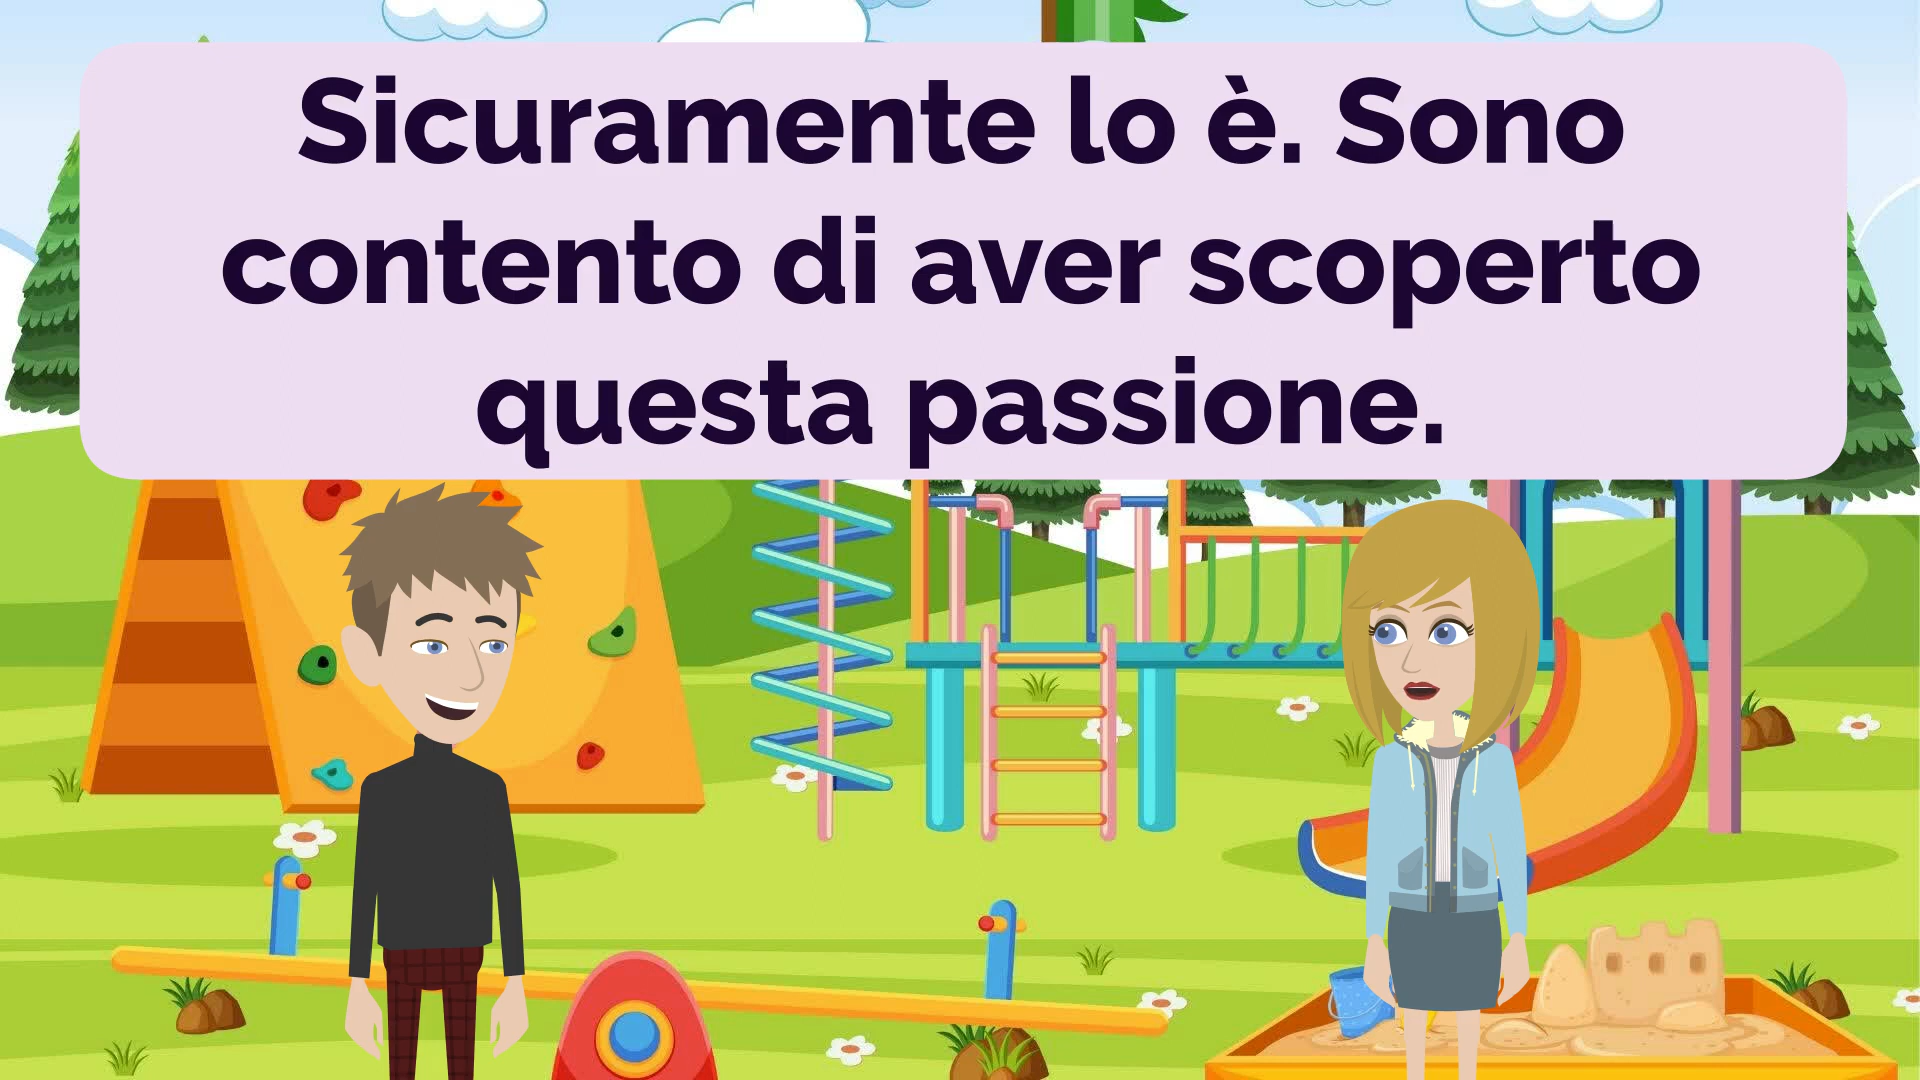 Sicuramente lo è. Sono
contento di aver scoperto
questa passione.